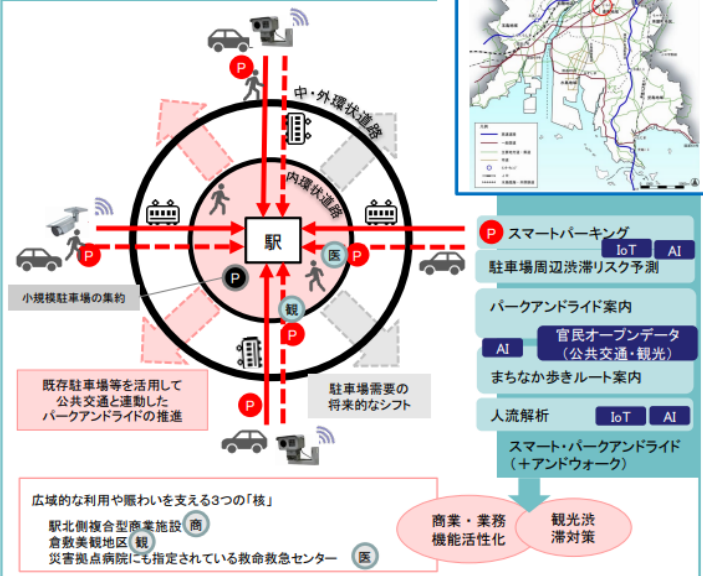 P
中・外環状道路
内環状道路
駅
P
医
P
P
小規模駐車場の集約
観
P
P
既存駐車場等を活用して
公共交通と連動した
パークアンドライドの推進
駐車場需要の
将来的なシフト
P スマートパーキング
IoT AI
駐車場周辺渋滞リスク予測
パークアンドライド案内
AI
官民オープンデータ
(公共交通・観光)
まちなか歩きルート案内
人流解析 IoT AI
スマート・パークアンドライド
(+アンドウォーク)
広域的な利用や賑わいを支える3つの「核」
駅北側複合型商業施設 商
倉敷美観地区 観
災害拠点病院にも指定されている救命救急センター 医
商業・業務
機能活性化
観光渋
滞対策